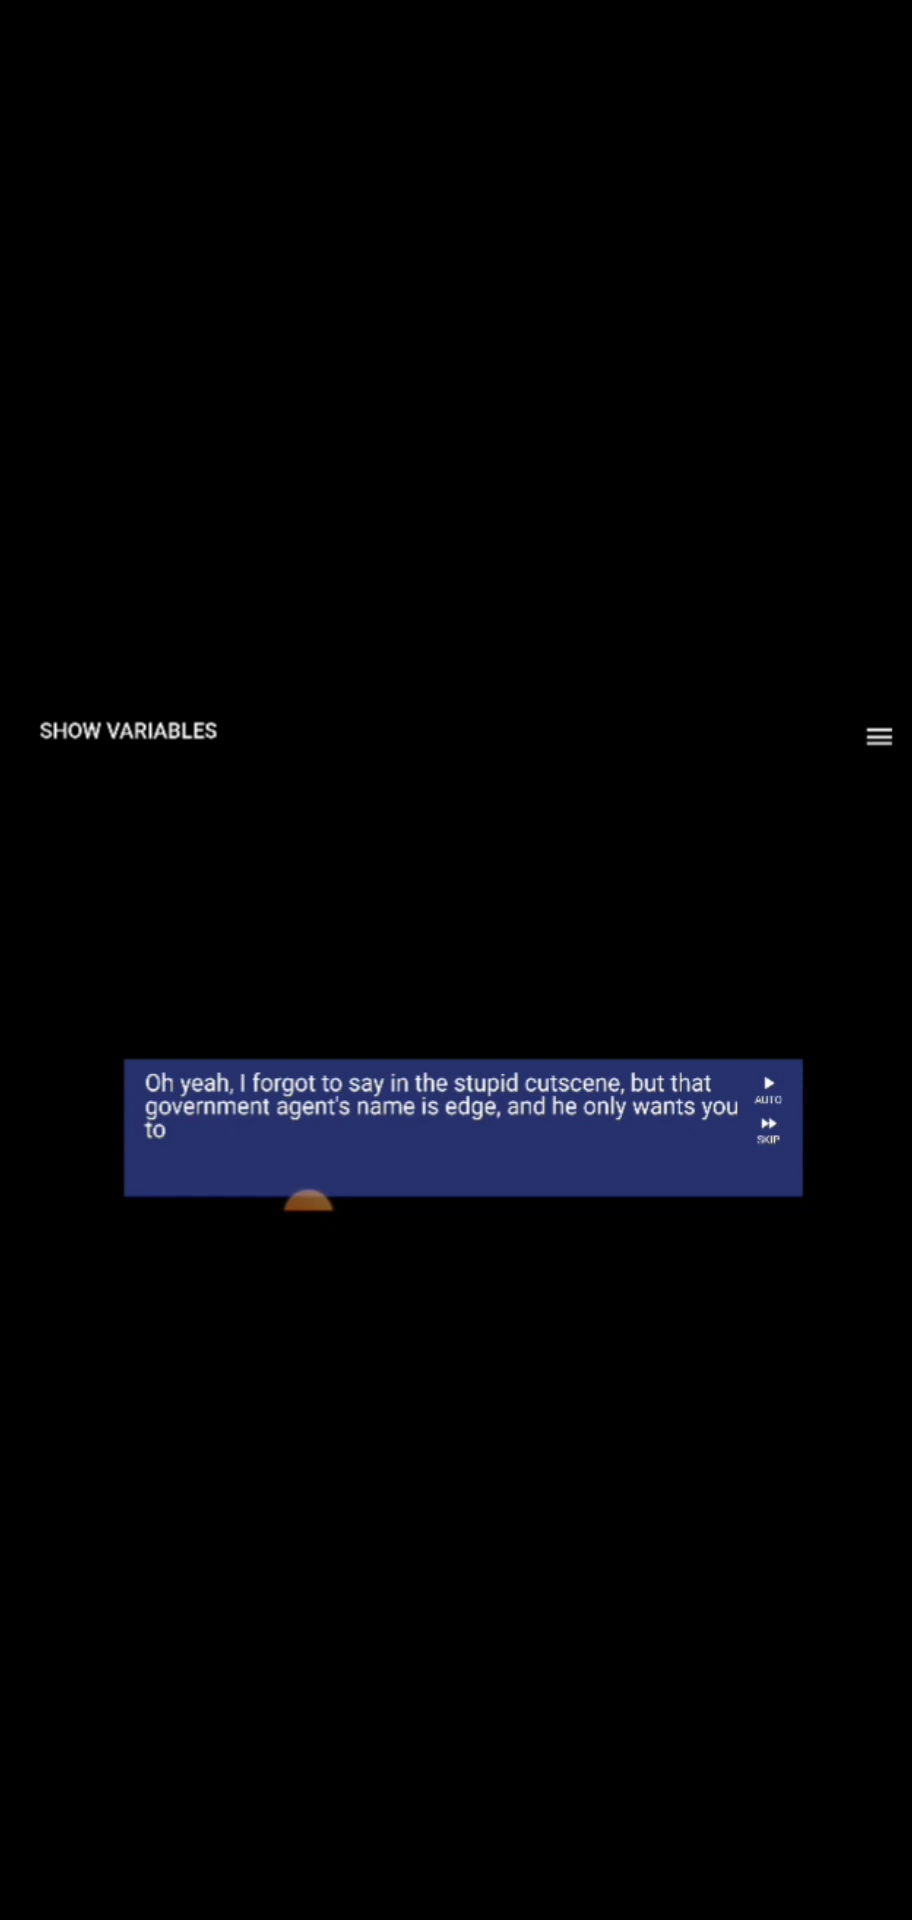 SHOW VARIABLES
Oh yeah, I forgot to say in the stupid cutscene, but that
government agent's name is edge, and he only wants you
to
AUTO
SKIP